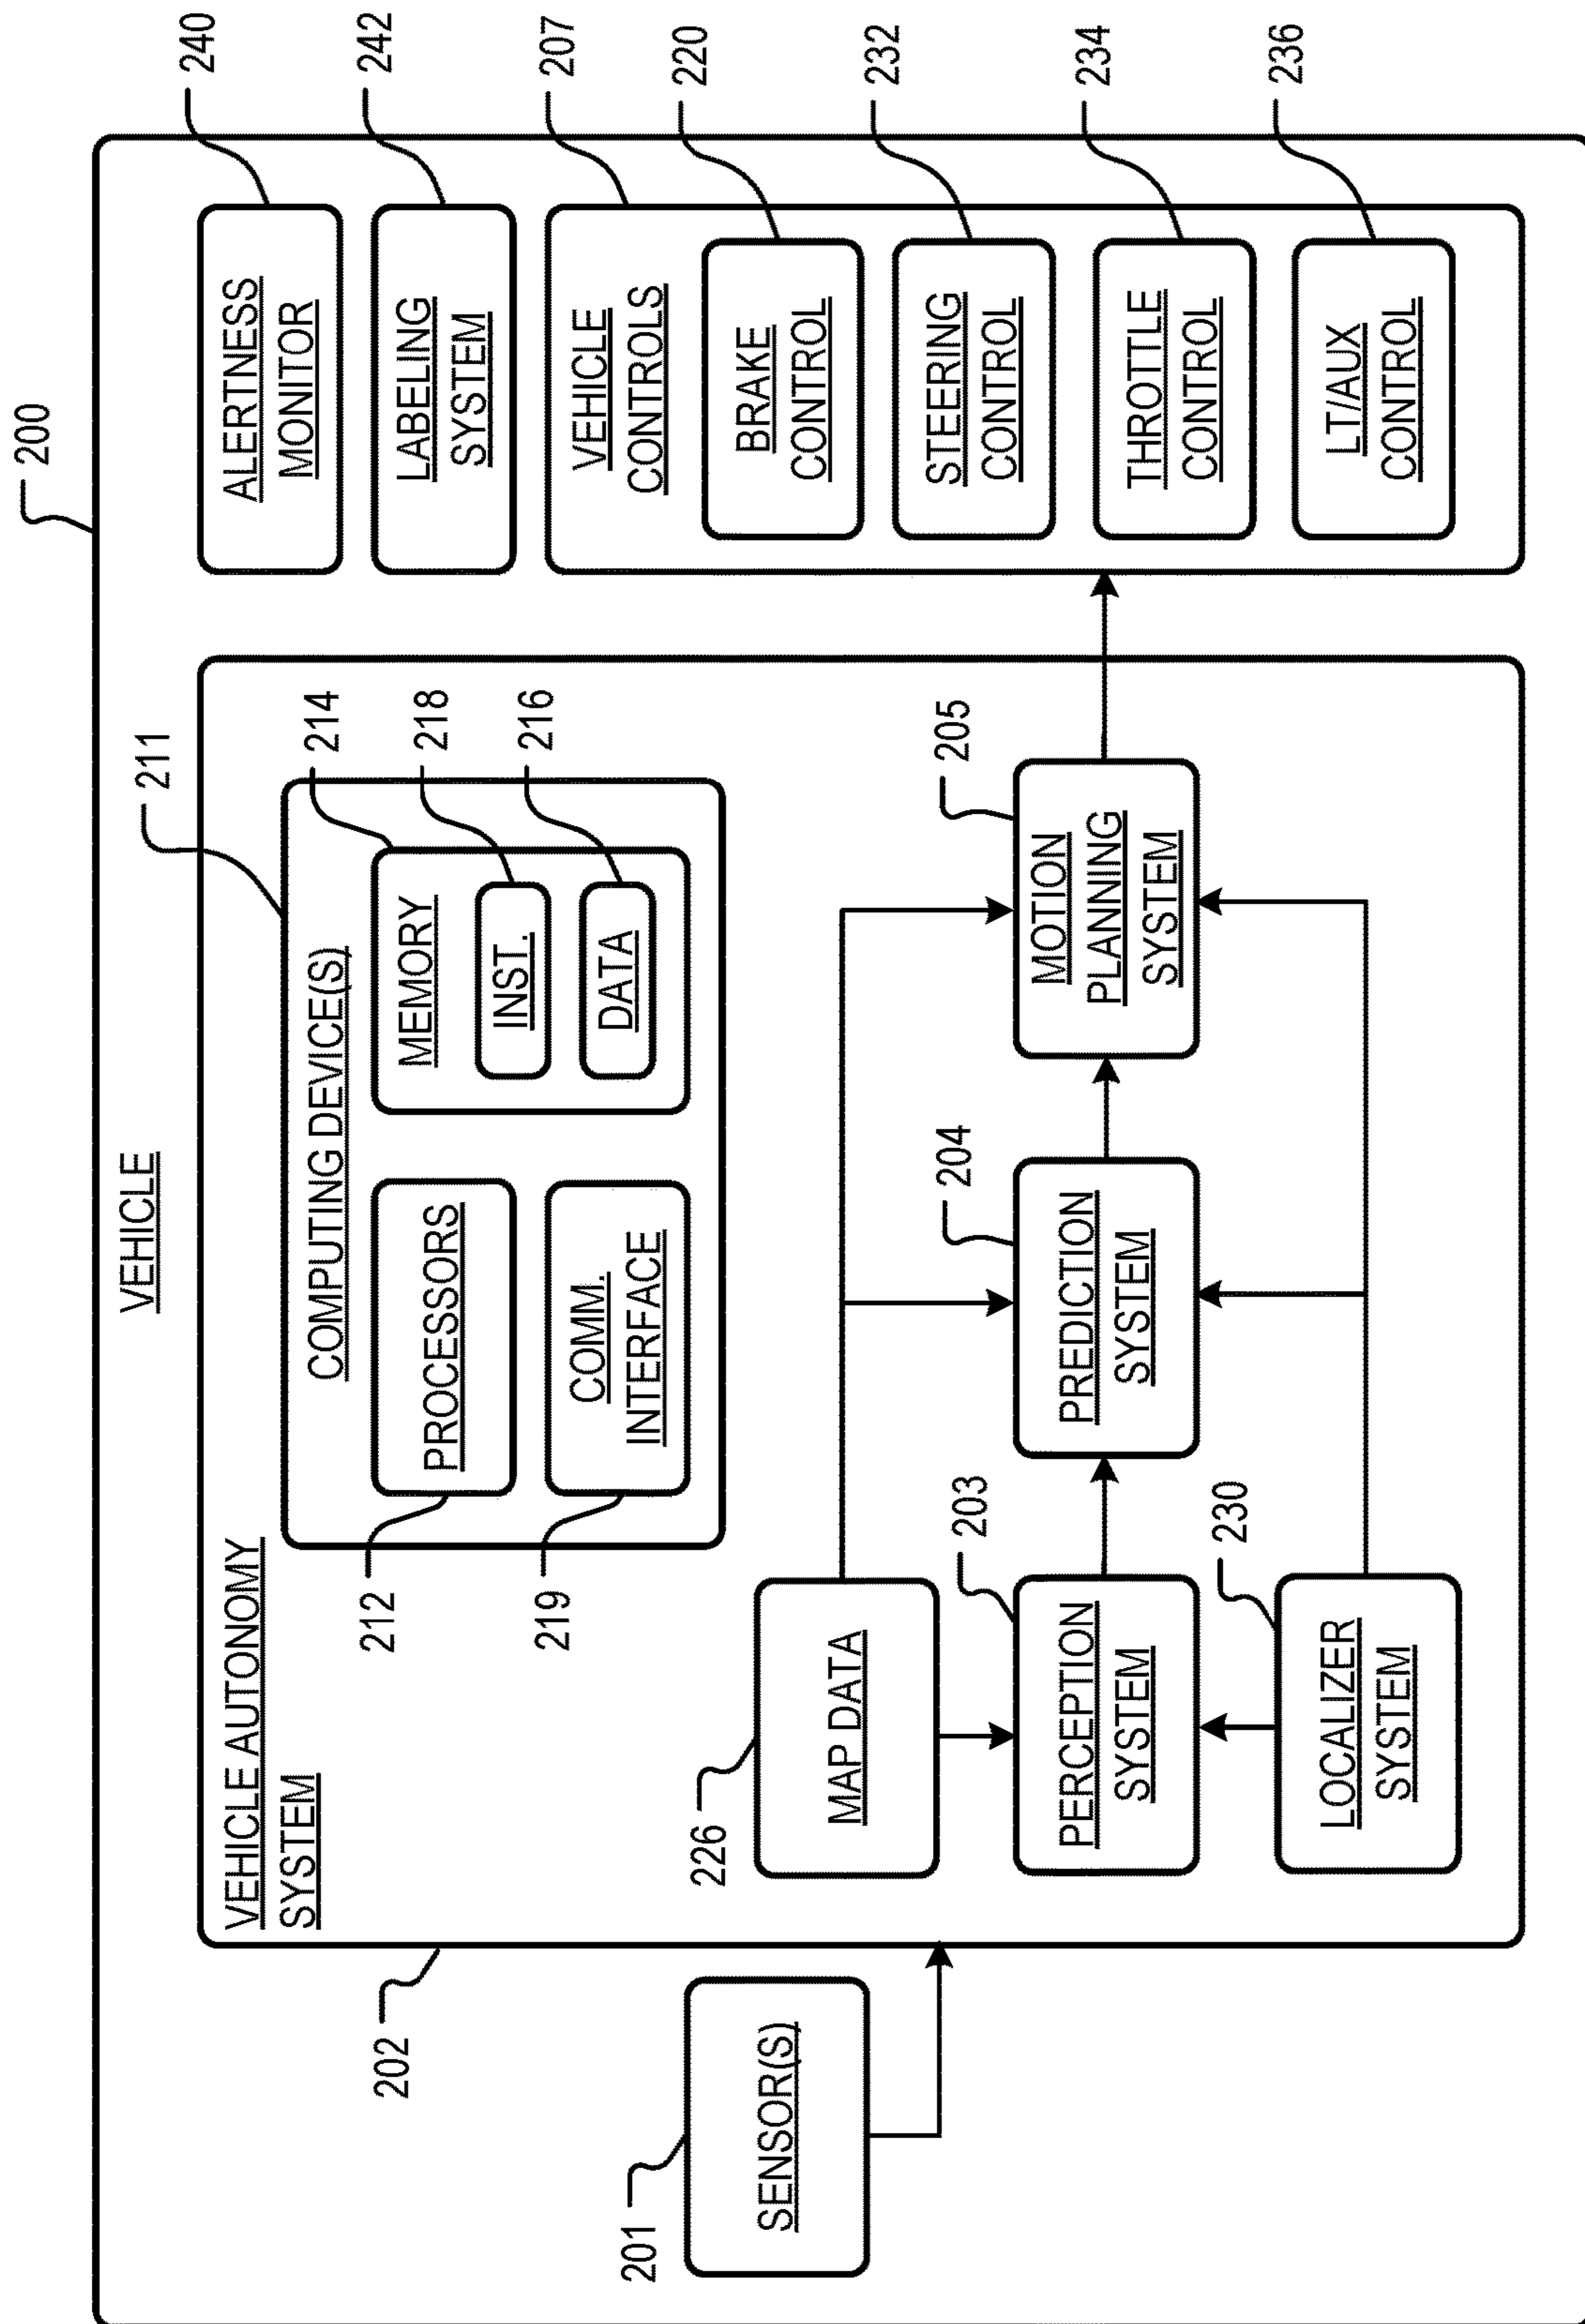 200
VEHICLE
211
202
VEHICLE AUTONOMY
SYSTEM
COMPUTING DEVICE(S)
212
PROCESSORS
219
COMM.
INTERFACE
214
MEMORY
218
INST.
216
DATA
201
SENSOR(S)
226
MAP DATA
203
PERCEPTION
SYSTEM
230
LOCALIZER
SYSTEM
204
PREDICTION
SYSTEM
205
MOTION
PLANNING
SYSTEM
ALERTNESS
MONITOR
240
LABELING
SYSTEM
242
VEHICLE
CONTROLS
207
BRAKE
CONTROL
220
STEERING
CONTROL
232
THROTTLE
CONTROL
234
LT/AUX
CONTROL
236